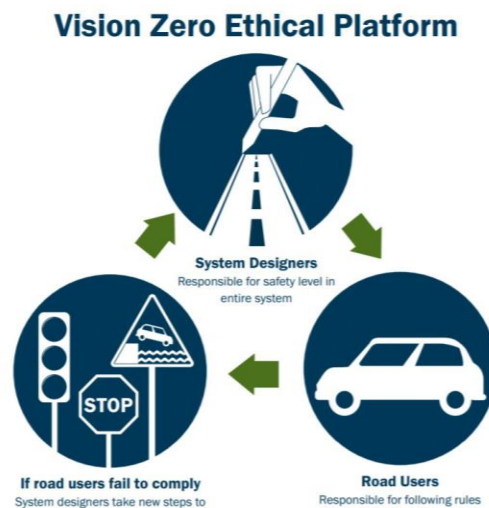 Vision Zero Ethical Platform
System Designers
Responsible for safety level in
entire system
STOP
If road users fail to comply
System designers take new steps to
Road Users
Responsible for following rules